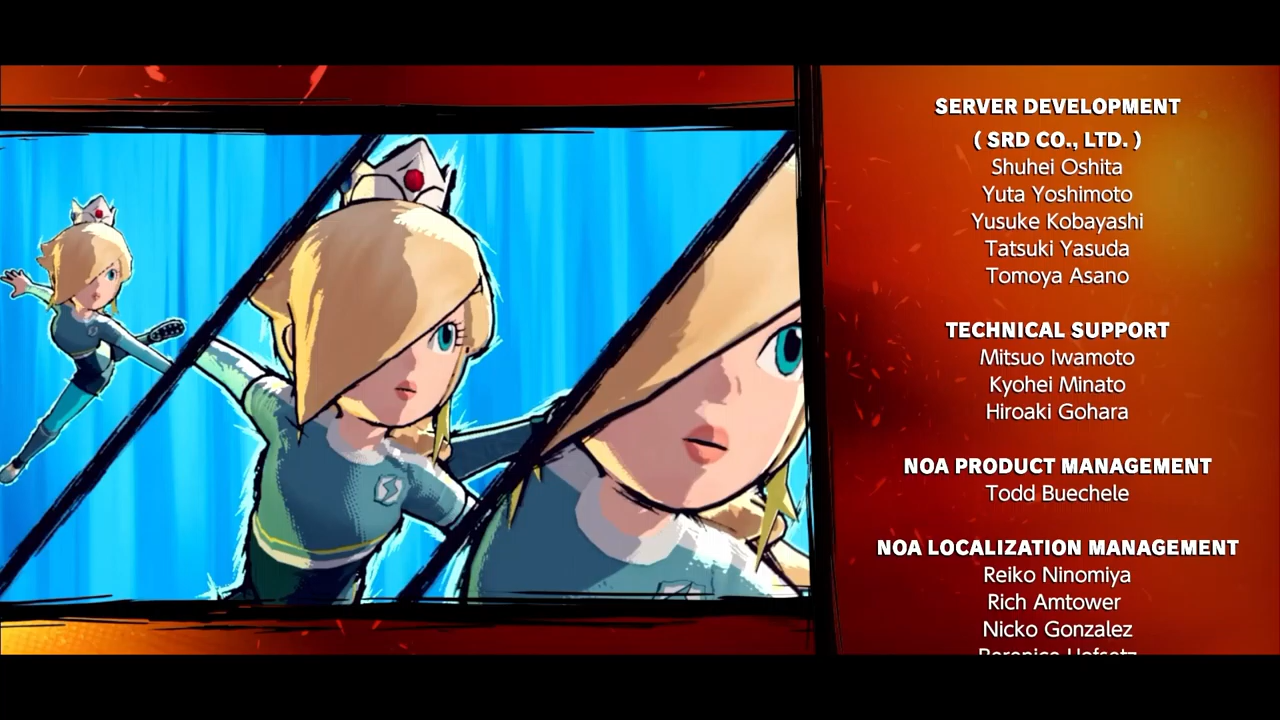 SERVER DEVELOPMENT
( SRD CO., LTD. )
Shuhei Oshita
Yuta Yoshimoto
Yusuke Kobayashi
Tatsuki Yasuda
Tomoya Asano
TECHNICAL SUPPORT
Mitsuo Iwamoto
Kyohei Minato
Hiroaki Gohara
NOA PRODUCT MANAGEMENT
Todd Buechele
NOA LOCALIZATION MANAGEMENT
Reiko Ninomiya
Rich Amtower
Nicko Gonzalez